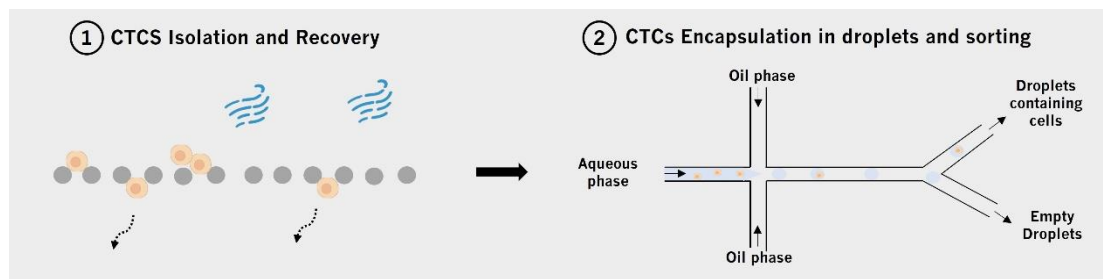 1 CTCS Isolation and Recovery
2 CTCs Encapsulation in droplets and sorting
Oil phase
Droplets
containing
cells
Aqueous
phase
Empty
Droplets
Oil phase